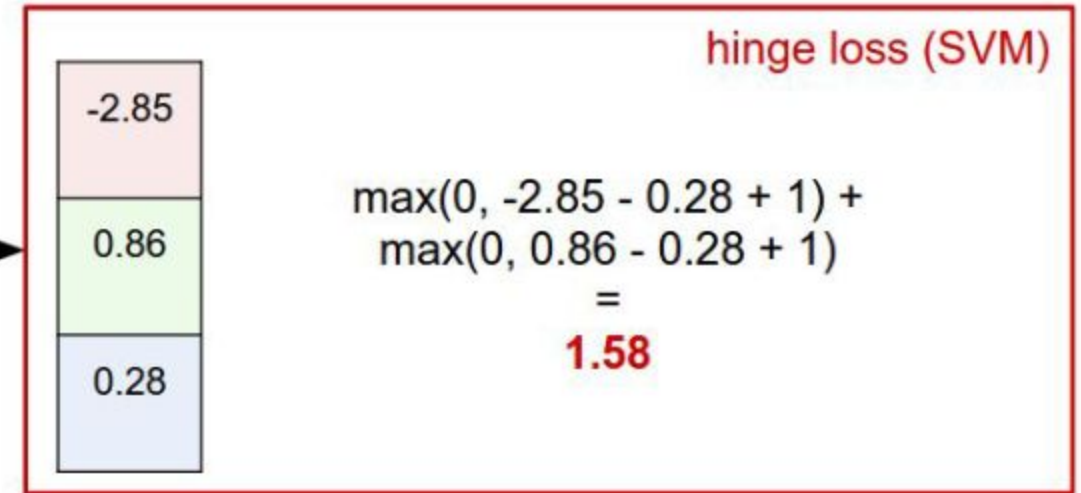 hinge loss (SVM)
-2.85
0.86
0.28
max(0, -2.85 - 0.28 + 1) +
max(0, 0.86 - 0.28 + 1)
=
1.58